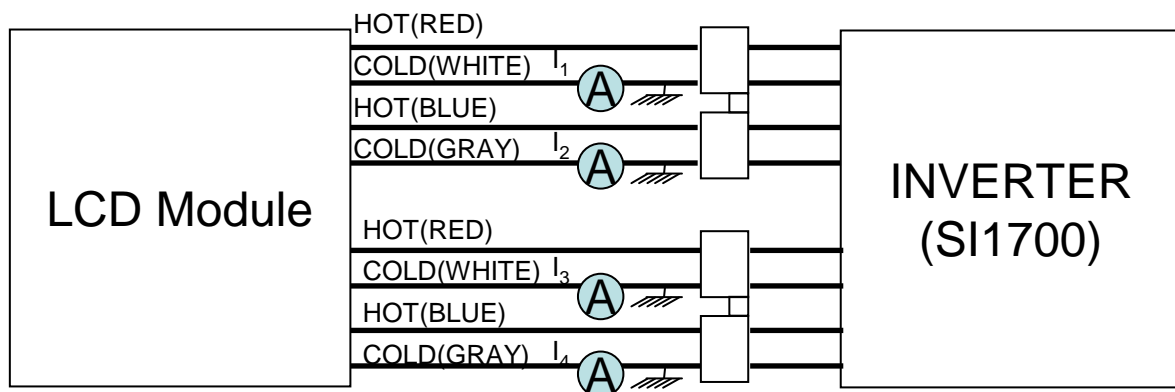 HOT(RED)
COLD(WHITE) I₁
A
HOT(BLUE)
COLD(GRAY) I₂
A
LCD Module
HOT(RED)
COLD(WHITE) I₃
A
HOT(BLUE)
COLD(GRAY) I₄
A
INVERTER
(SI1700)